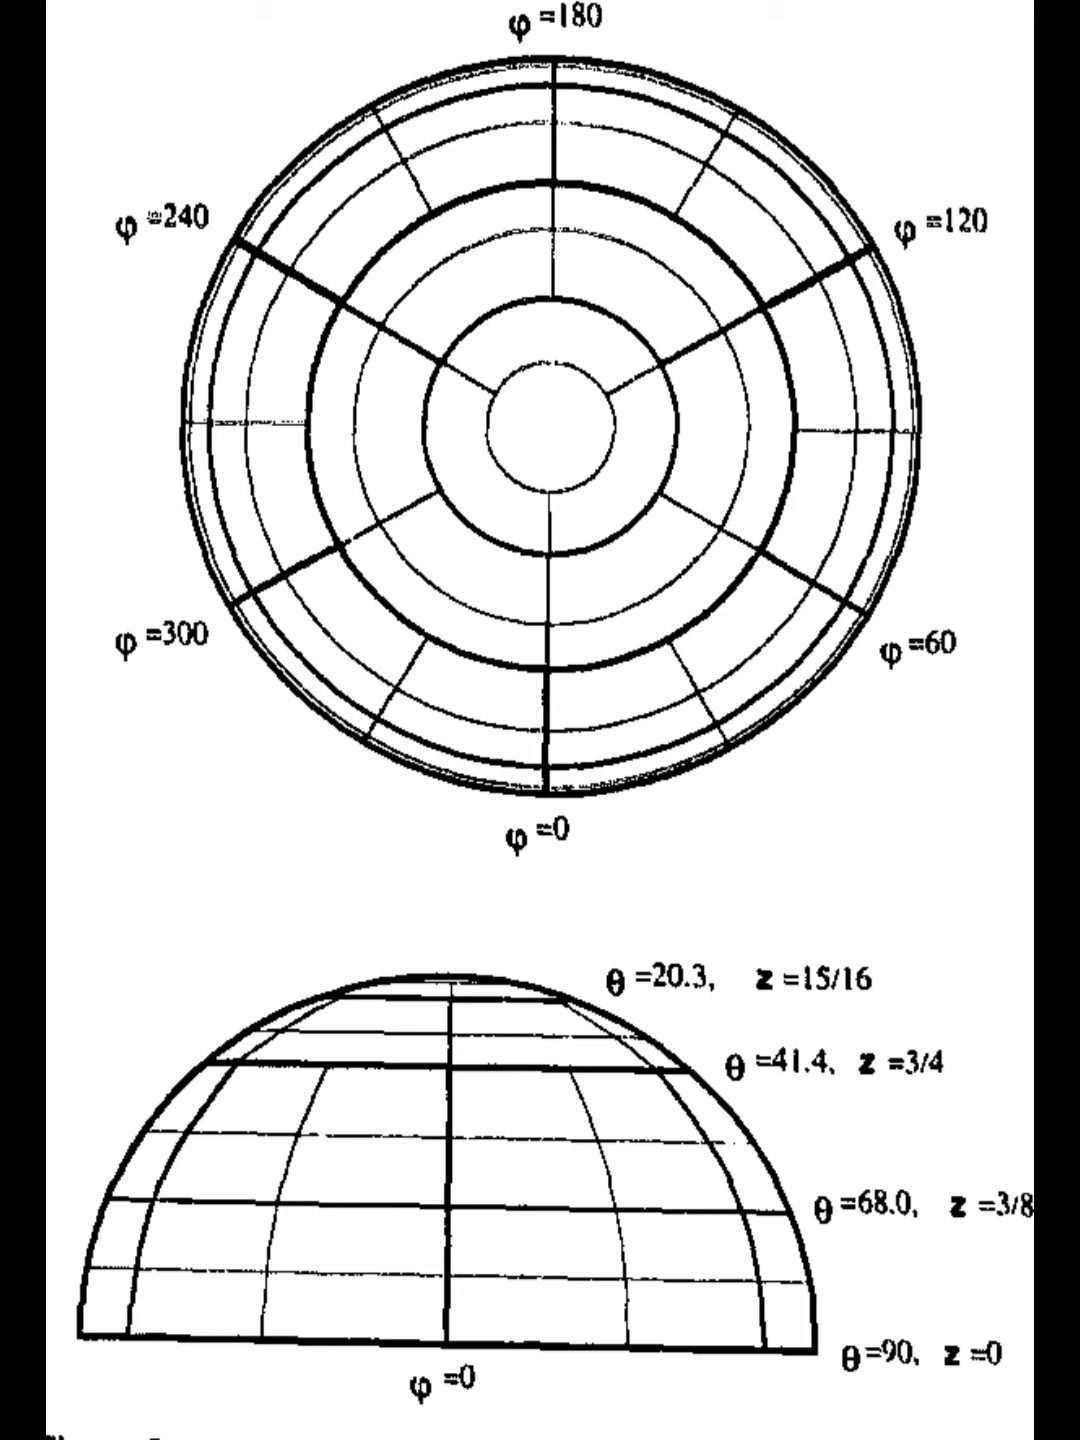 φ =180
φ =240
φ =120
φ =300
φ =60
φ =0
θ =20.3, z =15/16
θ =41.4, z =3/4
θ =68.0, z =3/8
θ =90, z =0
φ =0